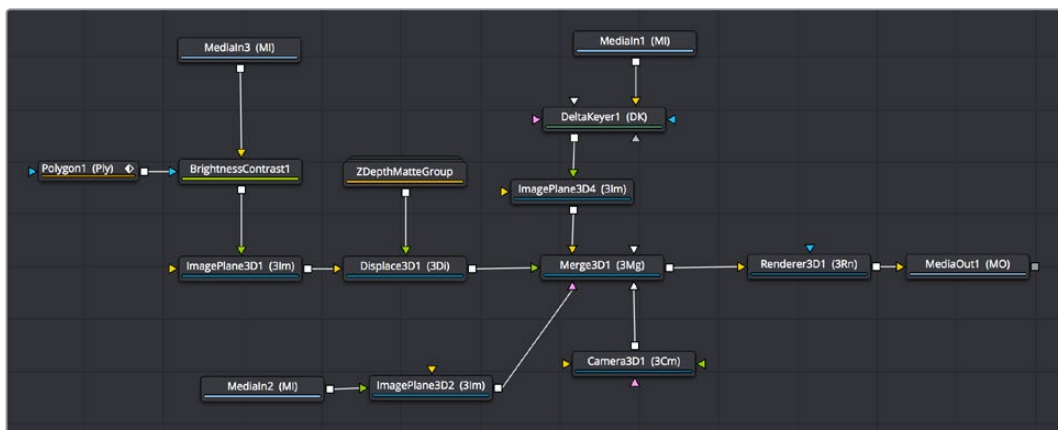 MediaIn3 (MI)
MediaIn1 (MI)
DeltaKeyer1 (DK)
Polygon1 (Ply)
BrightnessContrast1
ZDepthMatteGroup
ImagePlane3D4 (3Im)
ImagePlane3D1 (3Im)
Displace3D1 (3Di)
Merge3D1 (3Mg)
Renderer3D1 (3Rn)
MediaOut1 (MO)
Camera3D1 (3Cm)
MediaIn2 (MI)
ImagePlane3D2 (3Im)